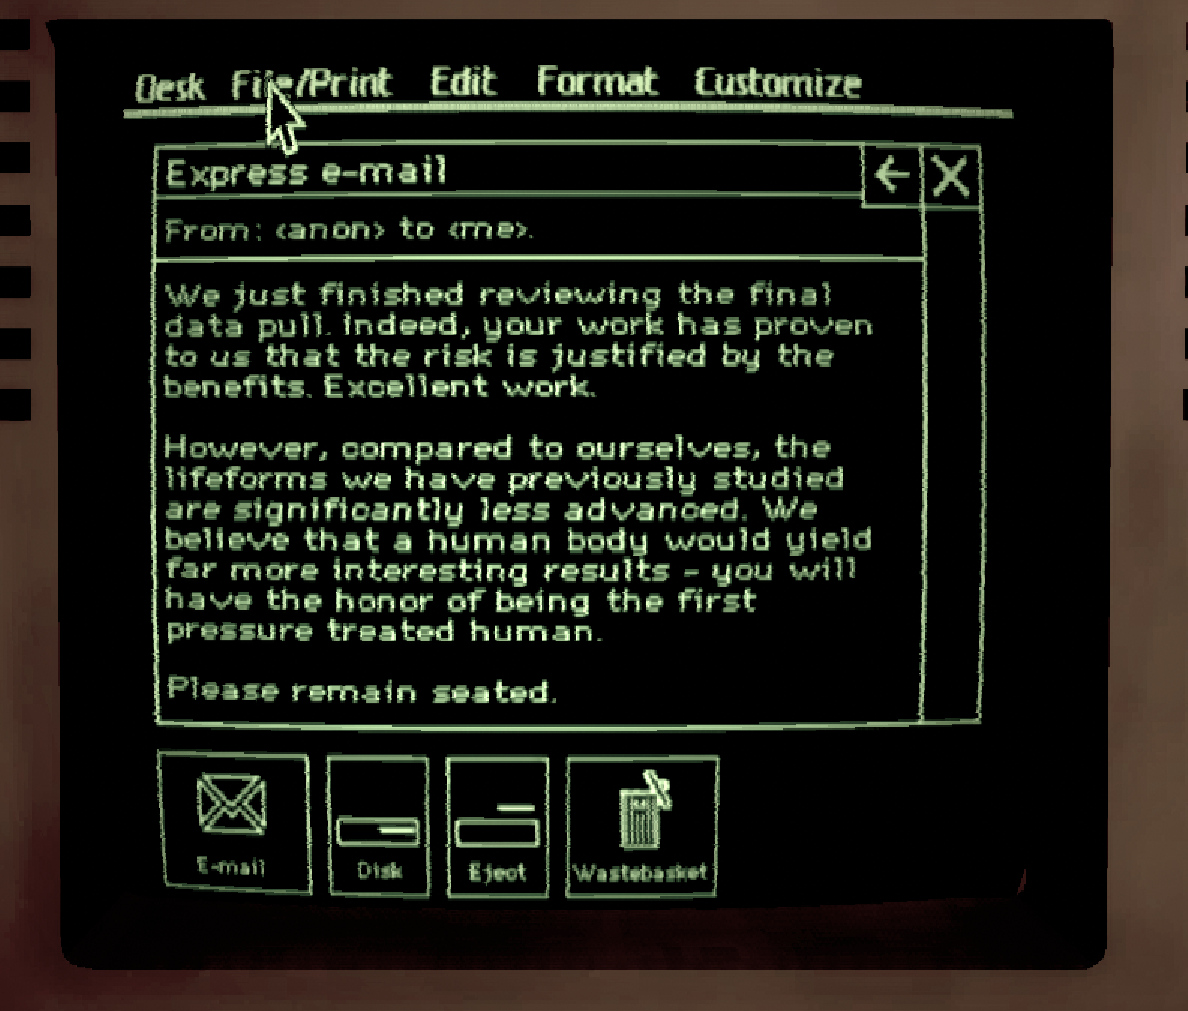 Desk File/Print Edit Format Customize
Express e-mail
From: <anon> to <me>.
We just finished reviewing the final
data pull. Indeed, your work has proven
to us that the risk is justified by the
benefits. Excellent work.
However, compared to ourselves, the
lifeforms we have previously studied
are significantly less advanced. We
believe that a human body would yield
far more interesting results - you will
have the honor of being the first
pressure treated human.
Please remain seated.
E-mail Disk Eject Wastebasket